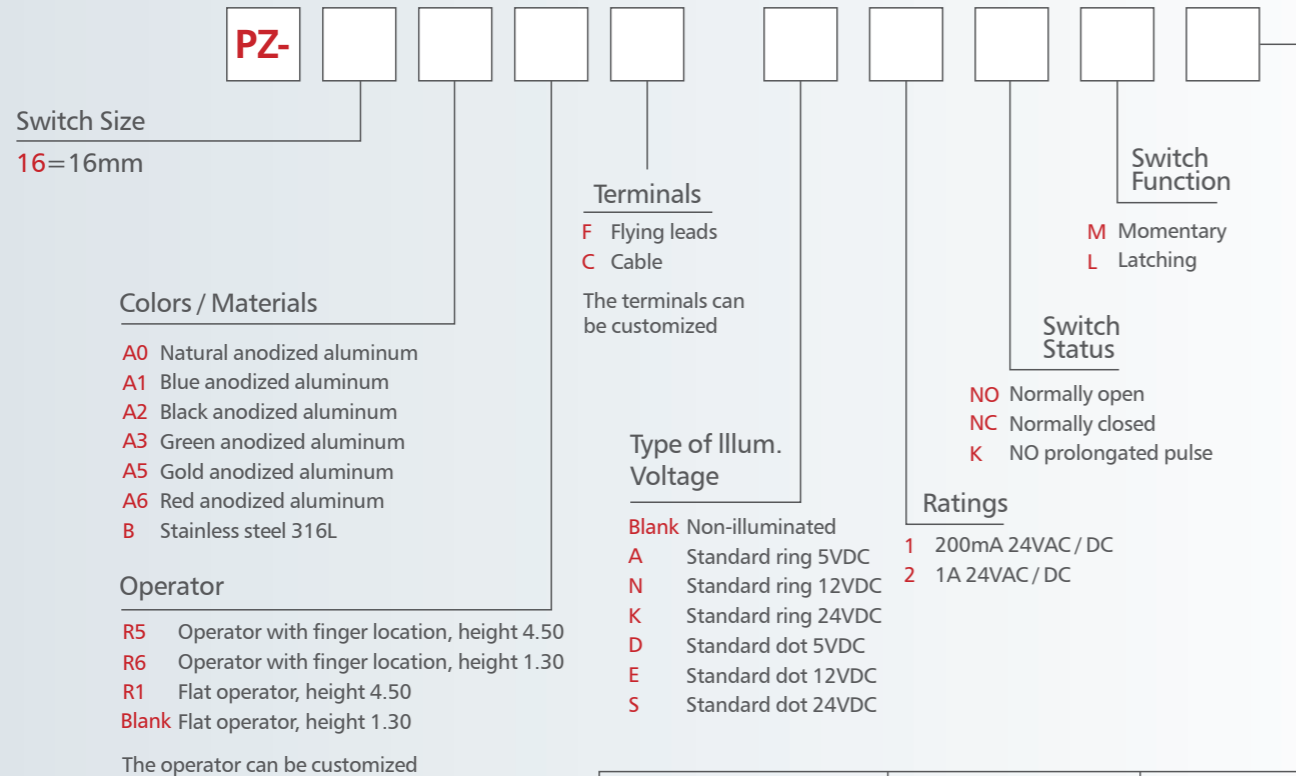 PZ-
Switch Size
16=16mm
Terminals
F Flying leads
C Cable
The terminals can
be customized
Switch
Function
M Momentary
L Latching
Colors / Materials
A0 Natural anodized aluminum
A1 Blue anodized aluminum
A2 Black anodized aluminum
A3 Green anodized aluminum
A5 Gold anodized aluminum
A6 Red anodized aluminum
B Stainless steel 316L
Switch
Status
NO Normally open
NC Normally closed
K NO prolongated pulse
Type of Illum.
Voltage
Blank Non-illuminated
A Standard ring 5VDC
N Standard ring 12VDC
K Standard ring 24VDC
D Standard dot 5VDC
E Standard dot 12VDC
S Standard dot 24VDC
Ratings
1 200mA 24VAC / DC
2 1A 24VAC / DC
Operator
R5 Operator with finger location, height 4.50
R6 Operator with finger location, height 1.30
R1 Flat operator, height 4.50
Blank Flat operator, height 1.30
The operator can be customized